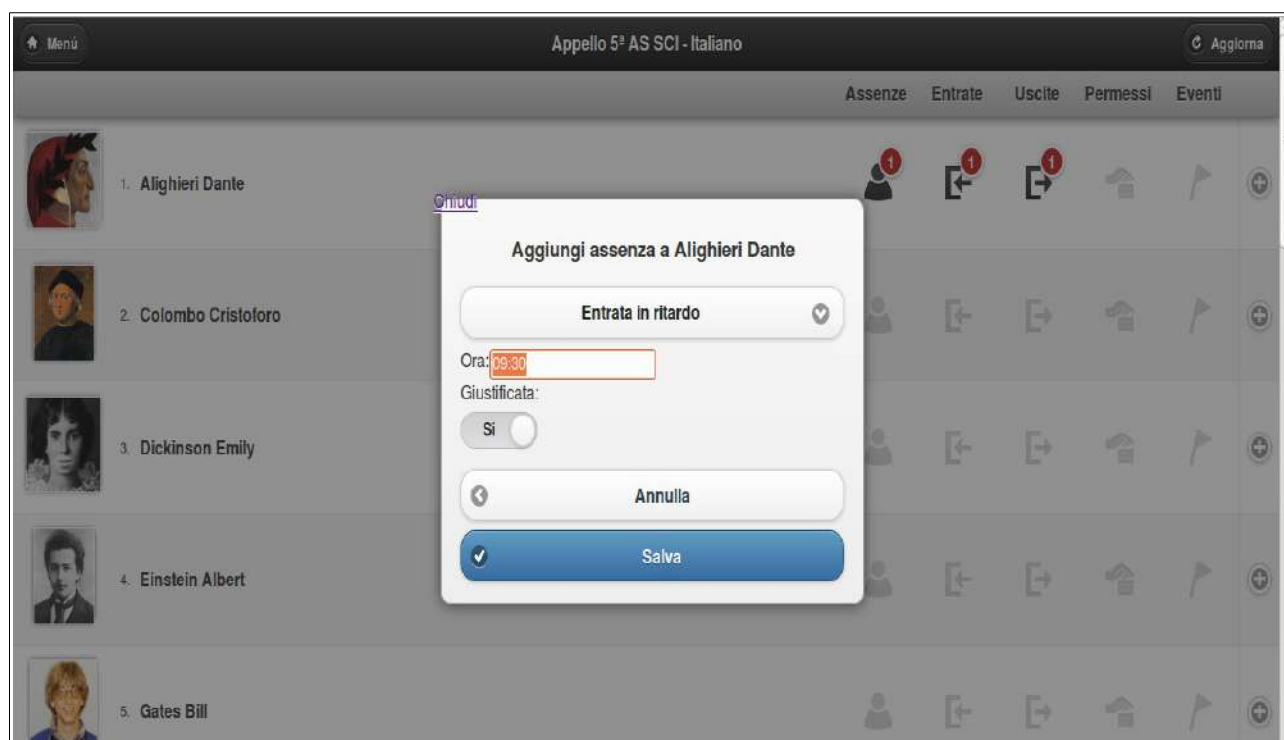 Menú
Appello 5ª AS SCI - Italiano
Aggiorna
Assenze Entrate Uscite Permessi Eventi
1. Alighieri Dante
1 1 1
Chiudi
Aggiungi assenza a Alighieri Dante
Entrata in ritardo
2. Colombo Cristoforo
Ora: 09:30
Giustificata:
Si
3. Dickinson Emily
Annulla
Salva
4. Einstein Albert
5. Gates Bill